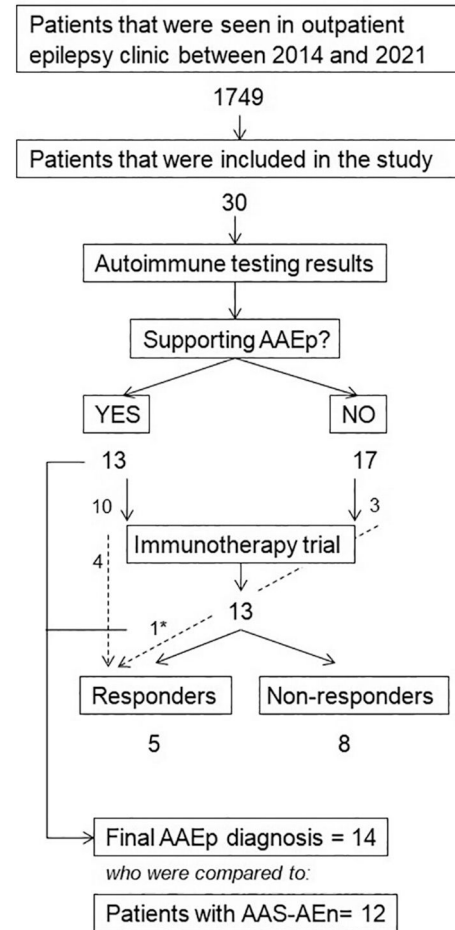 Patients that were seen in outpatient
epilepsy clinic between 2014 and 2021
1749
Patients that were included in the study
30
Autoimmune testing results
Supporting AAEp?
YES
NO
13
17
10
3
Immunotherapy trial
4
13
1*
Responders
Non-responders
5
8
Final AAEp diagnosis = 14
who were compared to:
Patients with AAS-AEn= 12